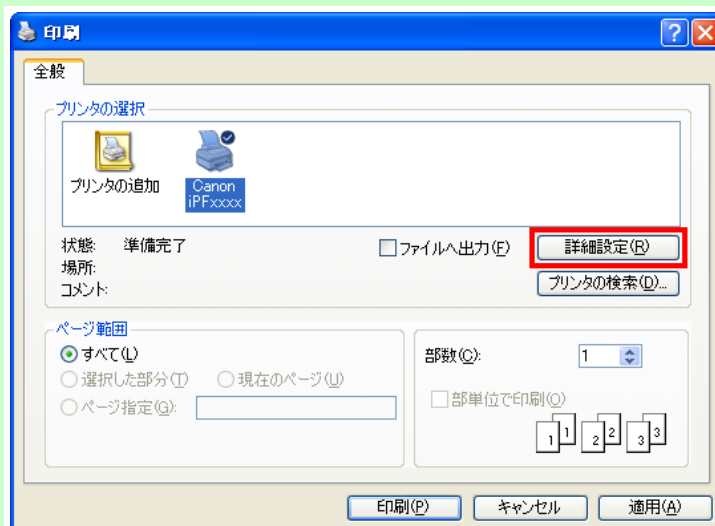 印刷
全般
プリンタの選択
プリンタの追加
Canon
iPFxxxx
状態: 準備完了
場所:
コメント:
ファイルへ出力(F)
詳細設定(R)
プリンタの検索(D)...
ページ範囲
すべて(L)
選択した部分(T) 現在のページ(U)
ページ指定(G):
部数(C): 1
部単位で印刷(O)
1 1 2 2 3 3
印刷(P) キャンセル 適用(A)